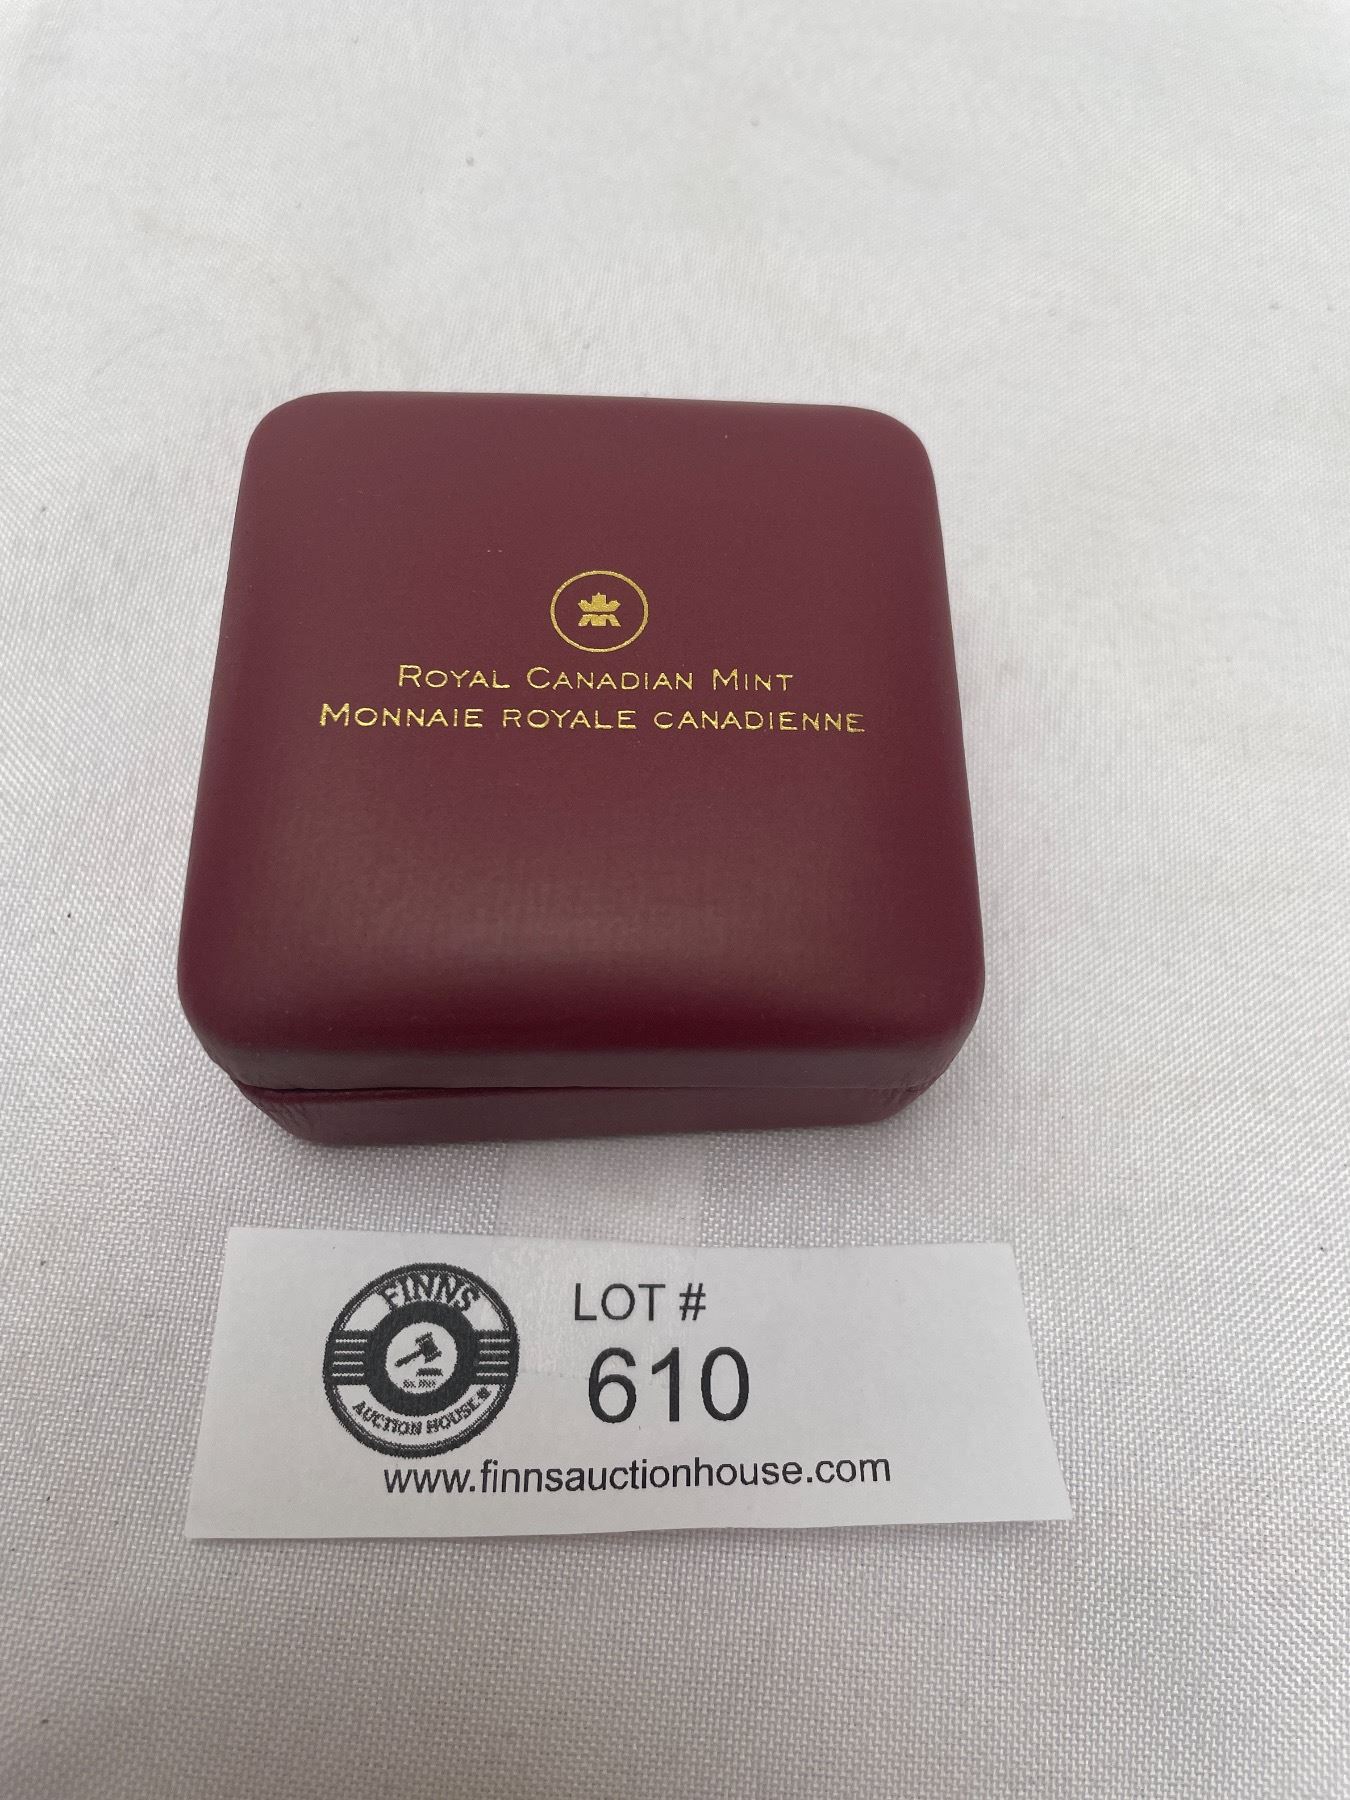 ROYAL CANADIAN MINT
MONNAIE ROYALE CANADIENNE
FINNS
AUCTION HOUSE
LOT #
610
www.finnsauctionhouse.com